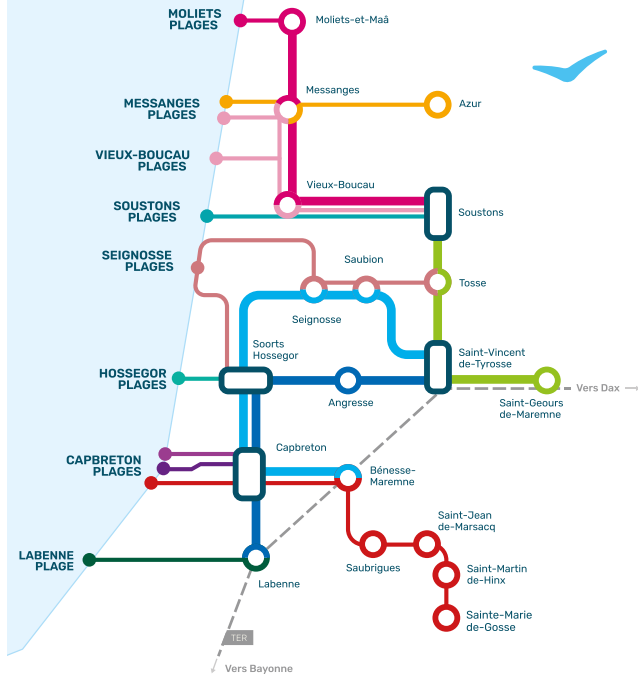 MOLIETS
PLAGES
Moliets-et-Maâ
Messanges
MESSANGES
PLAGES
Azur
VIEUX-BOUCAU
PLAGES
Vieux-Boucau
SOUSTONS
PLAGES
Soustons
SEIGNOSSE
PLAGES
Saubion
Tosse
Seignosse
Soorts
Hossegor
Saint-Vincent
de-Tyrosse
HOSSEGOR
PLAGES
Angresse
Vers Dax
Saint-Geours
de-Maremne
Capbreton
CAPBRETON
PLAGES
Bénesse-
Maremne
Saint-Jean
de-Marsacq
LABENNE
PLAGE
Saubrigues
Saint-Martin
de-Hinx
Labenne
Sainte-Marie
de-Gosse
TER
Vers Bayonne